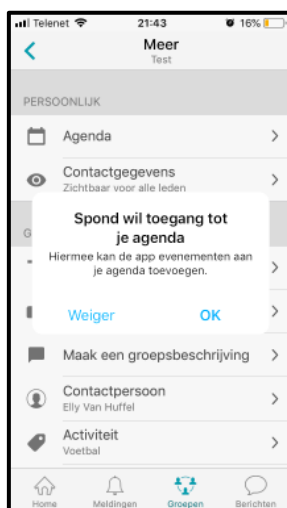 Telenet 21:43 16%
Meer
Test
PERSOONLIJK
Agenda
Contactgegevens
Zichtbaar voor alle leden
G
Spond wil toegang tot
je agenda
Hiermee kan de app evenementen aan
je agenda toevoegen.
Weiger OK
Maak een groepsbeschrijving
Contactpersoon
Elly Van Huffel
Activiteit
Voetbal
Home Meldingen Groepen Berichten